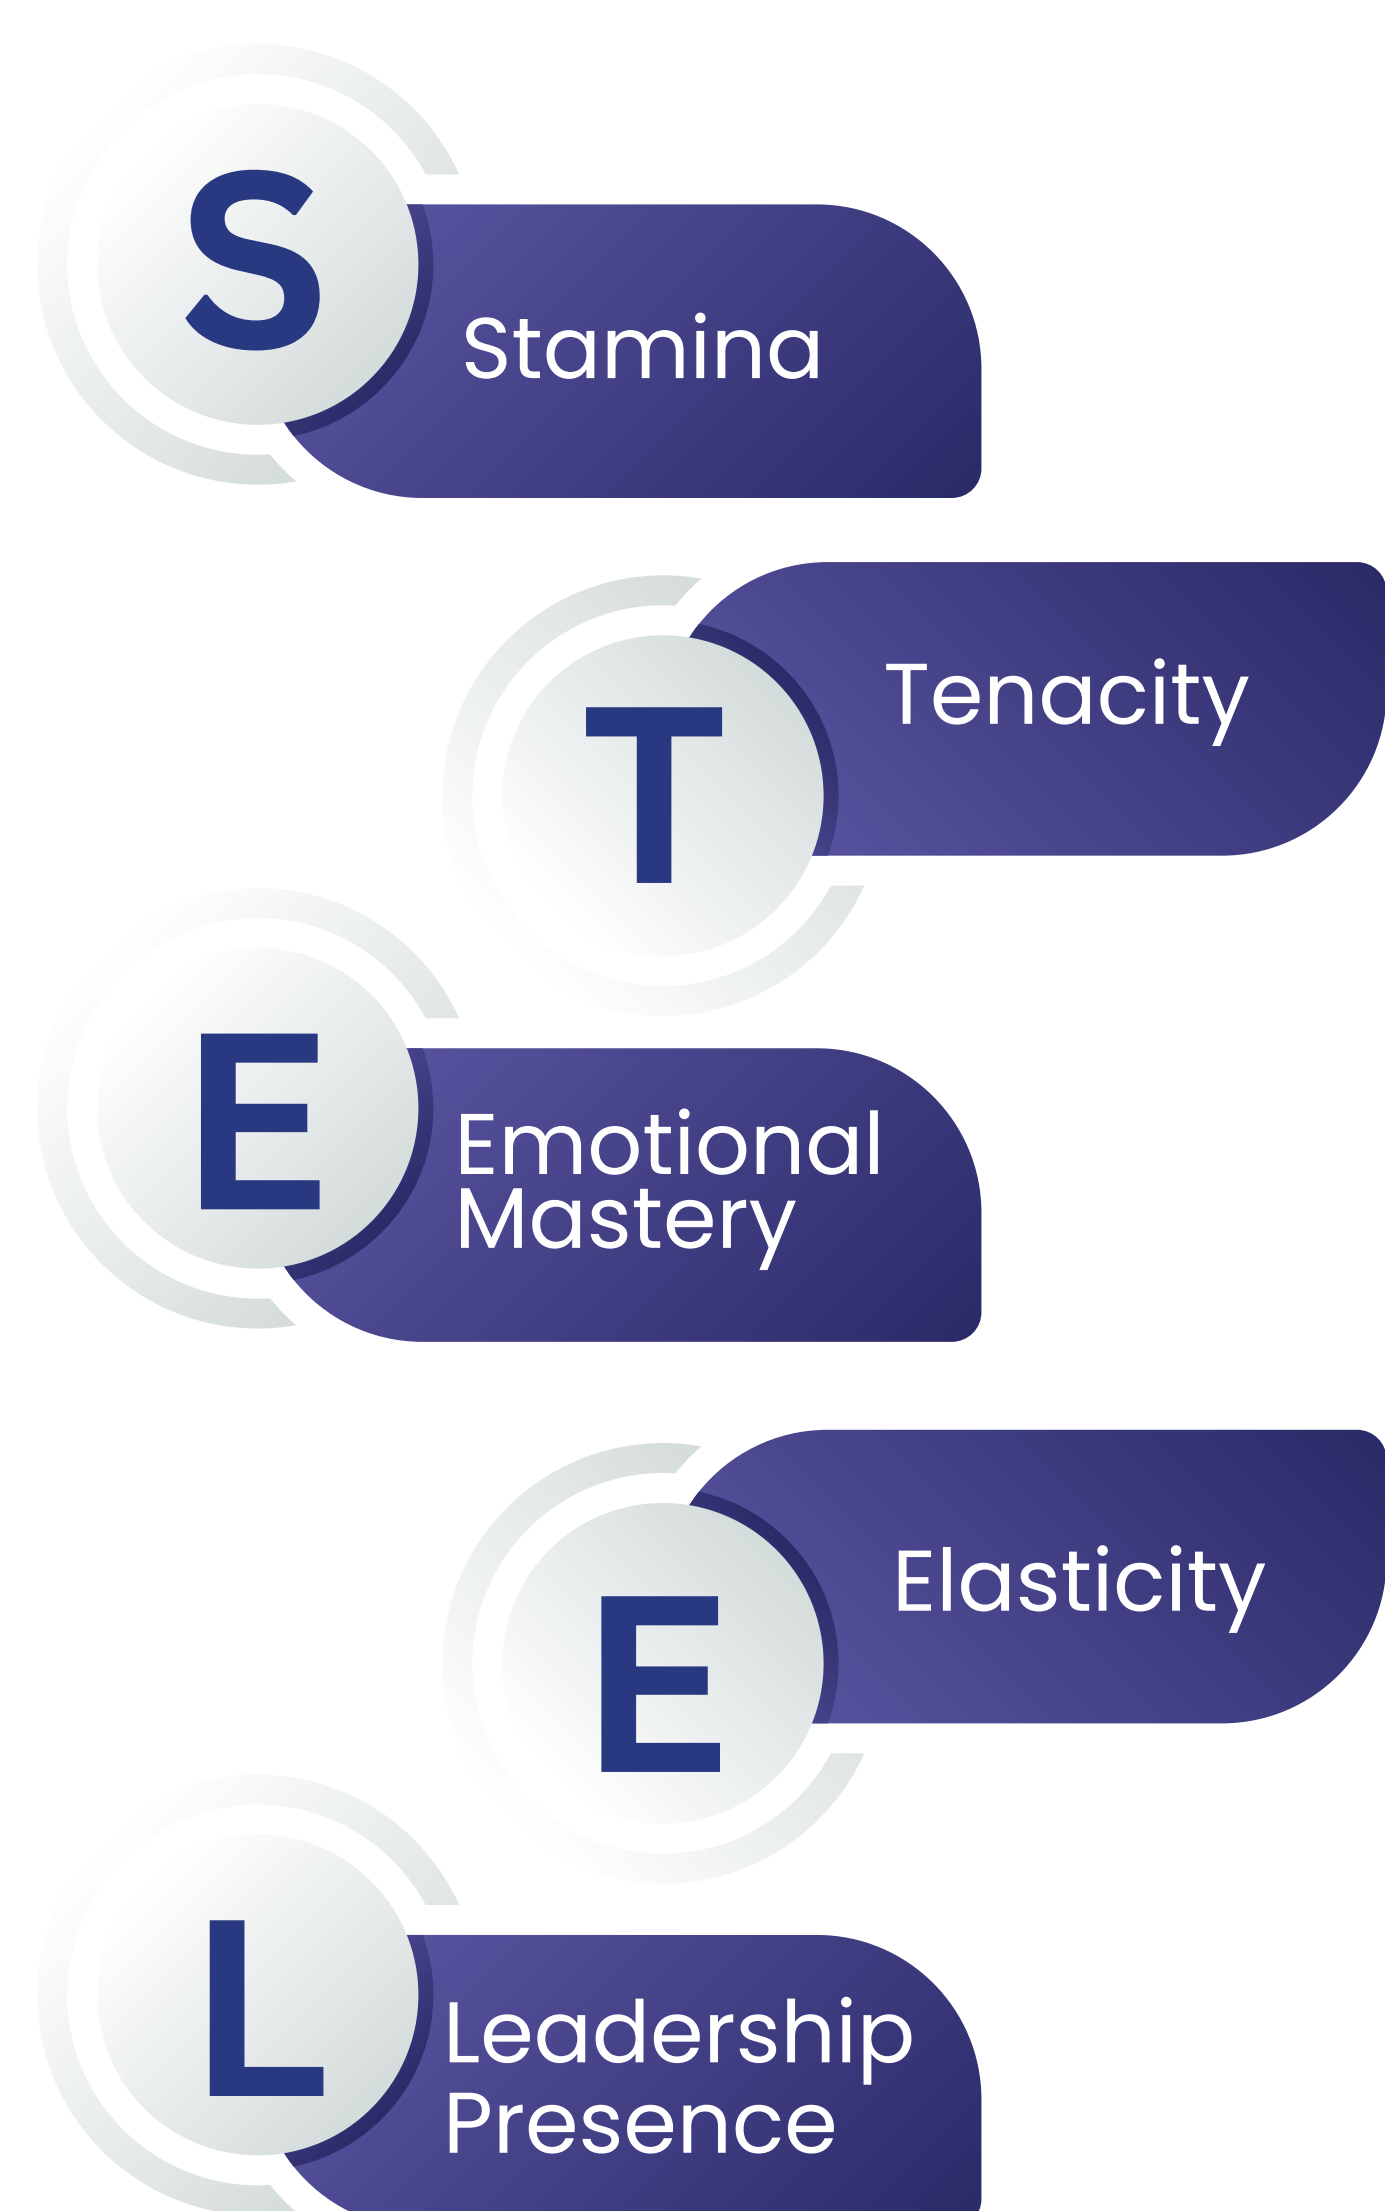 S
Stamina
T
Tenacity
E
Emotional
Mastery
E
Elasticity
L
Leadership
Presence